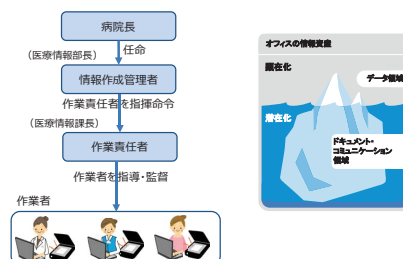 病院長
任命
（医療情報部長）
情報作成管理者
作業責任者を指揮命令
（医療情報課長）
作業責任者
作業者を指導・監督
作業者
オフィスの情報資産
顕在化
データ領域
潜在化
ドキュメント・
コミュニケーション
領域